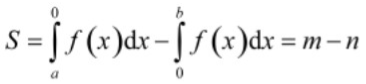 S = ∫_a^0 f(x)dx − ∫_0^b f(x)dx = m − n